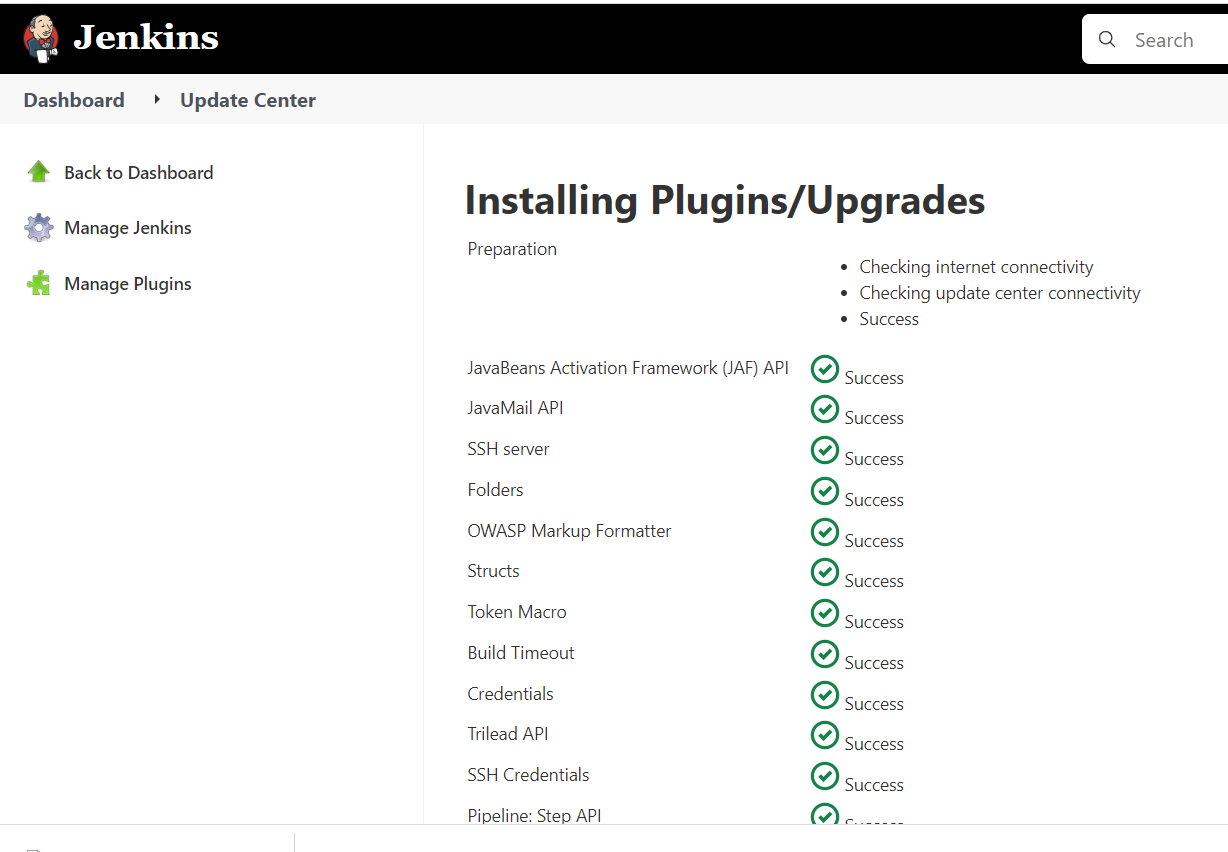 Jenkins
Search
Dashboard Update Center
Back to Dashboard
Manage Jenkins
Manage Plugins
Installing Plugins/Upgrades
Preparation
Checking internet connectivity
Checking update center connectivity
Success
JavaBeans Activation Framework (JAF) API Success
JavaMail API Success
SSH server Success
Folders Success
OWASP Markup Formatter Success
Structs Success
Token Macro Success
Build Timeout Success
Credentials Success
Trilead API Success
SSH Credentials Success
Pipeline: Step API Success